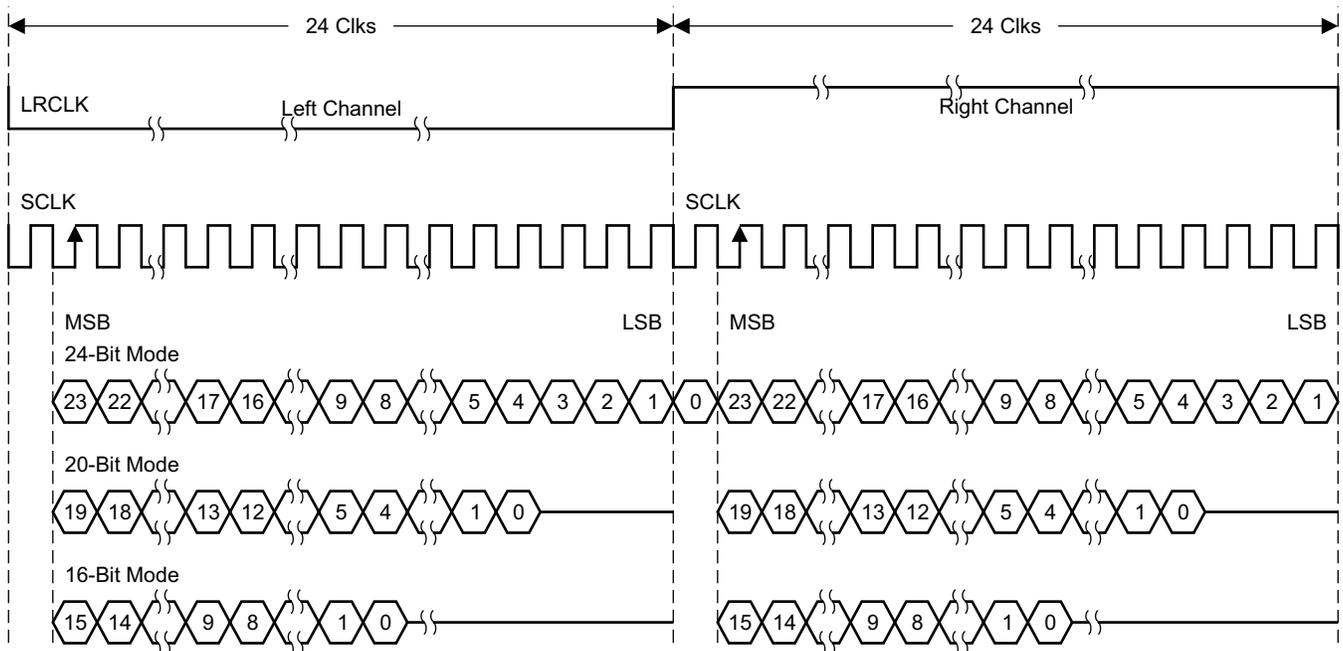 24 Clks 24 Clks
LRCLK Left Channel Right Channel
SCLK SCLK
MSB LSB MSB LSB
24-Bit Mode
23 22 17 16 9 8 5 4 3 2 1 0 23 22 17 16 9 8 5 4 3 2 1
20-Bit Mode
19 18 13 12 5 4 1 0 19 18 13 12 5 4 1 0
16-Bit Mode
15 14 9 8 1 0 15 14 9 8 1 0